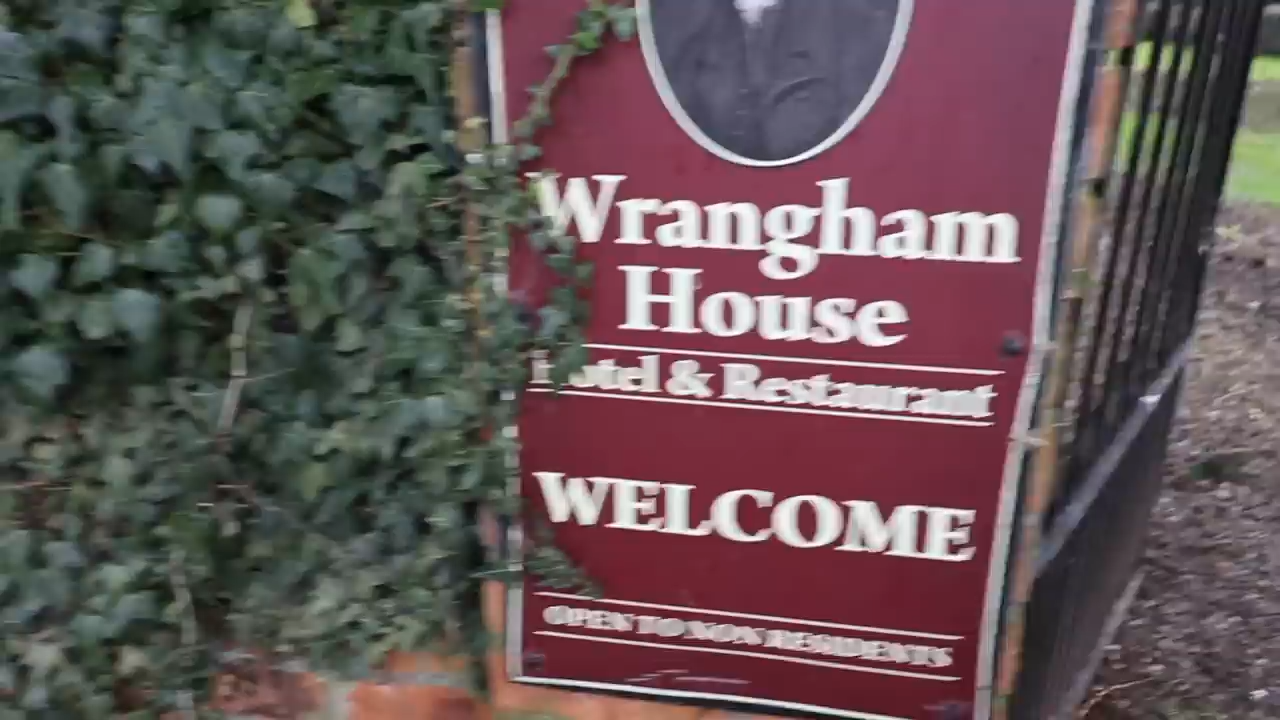 Wrangham
House
Hotel & Restaurant
WELCOME
OPEN TO NON RESIDENTS